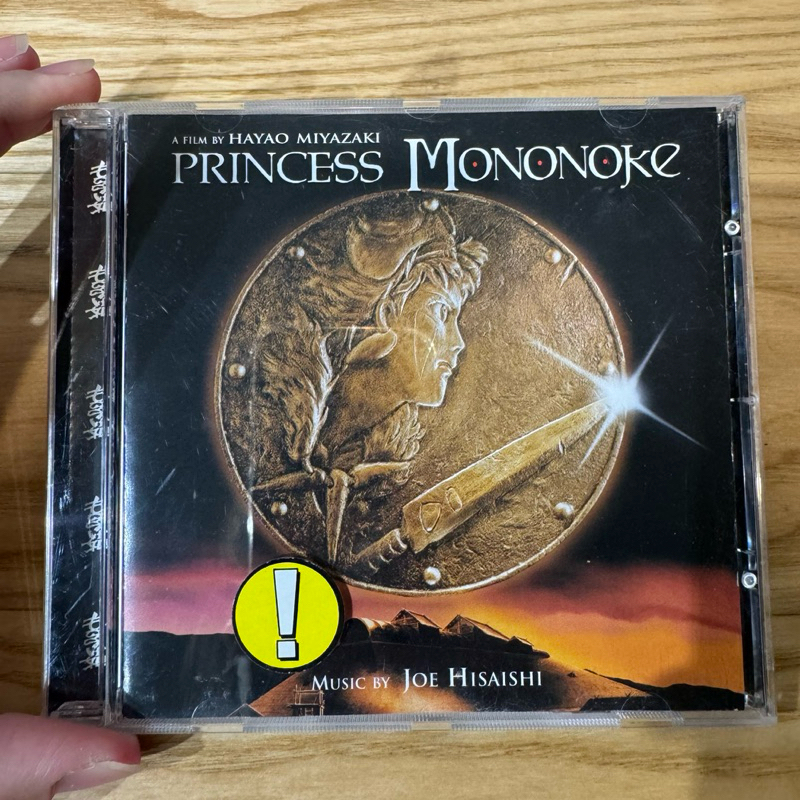 A FILM BY HAYAO MIYAZAKI
PRINCESS MONONOKE
!
MUSIC BY JOE HISAISHI